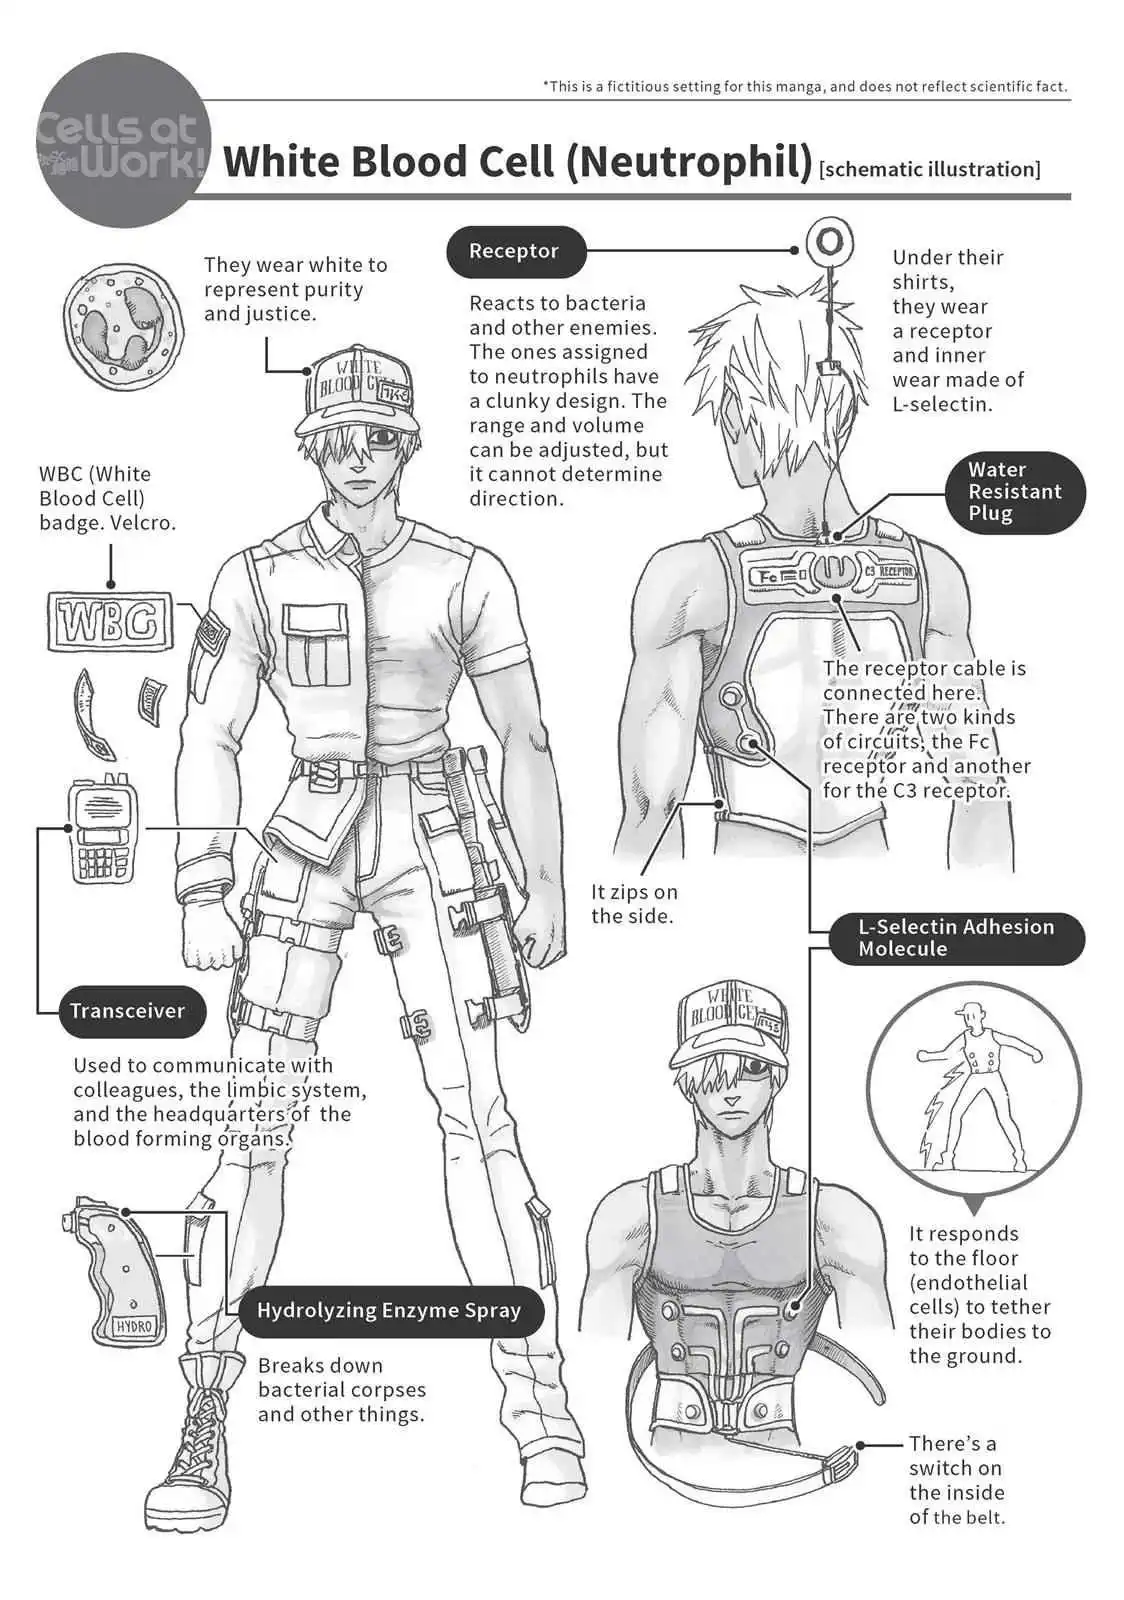 *This is a fictitious setting for this manga, and does not reflect scientific fact.
Cells at
Work!
White Blood Cell (Neutrophil) [schematic illustration]
They wear white to
represent purity
and justice.
Receptor
Reacts to bacteria
and other enemies.
The ones assigned
to neutrophils have
a clunky design. The
range and volume
can be adjusted, but
it cannot determine
direction.
Under their
shirts,
they wear
a receptor
and inner
wear made of
L-selectin.
WHITE
BLOOD CE
WBC (White
Blood Cell)
badge. Velcro.
WBC
Water
Resistant
Plug
Fc
C3 RECEPTOR
The receptor cable is
connected here.
There are two kinds
of circuits; the Fc
receptor and another
for the C3 receptor.
It zips on
the side.
L-Selectin Adhesion
Molecule
Transceiver
Used to communicate with
colleagues, the limbic system,
and the headquarters of the
blood forming organs.
WHITE
BLOOD CE
HYDRO
Hydrolyzing Enzyme Spray
Breaks down
bacterial corpses
and other things.
It responds
to the floor
(endothelial
cells) to tether
their bodies to
the ground.
There's a
switch on
the inside
of the belt.